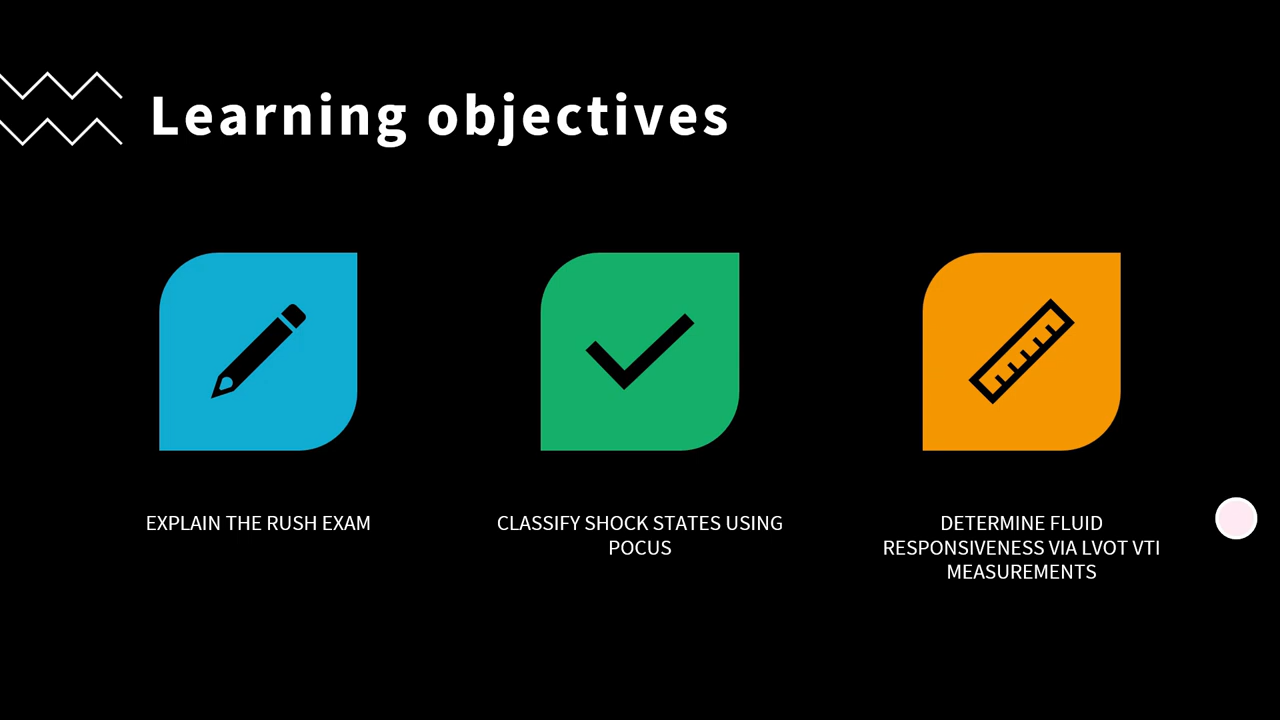 Learning objectives
EXPLAIN THE RUSH EXAM
CLASSIFY SHOCK STATES USING
POCUS
DETERMINE FLUID
RESPONSIVENESS VIA LVOT VTI
MEASUREMENTS